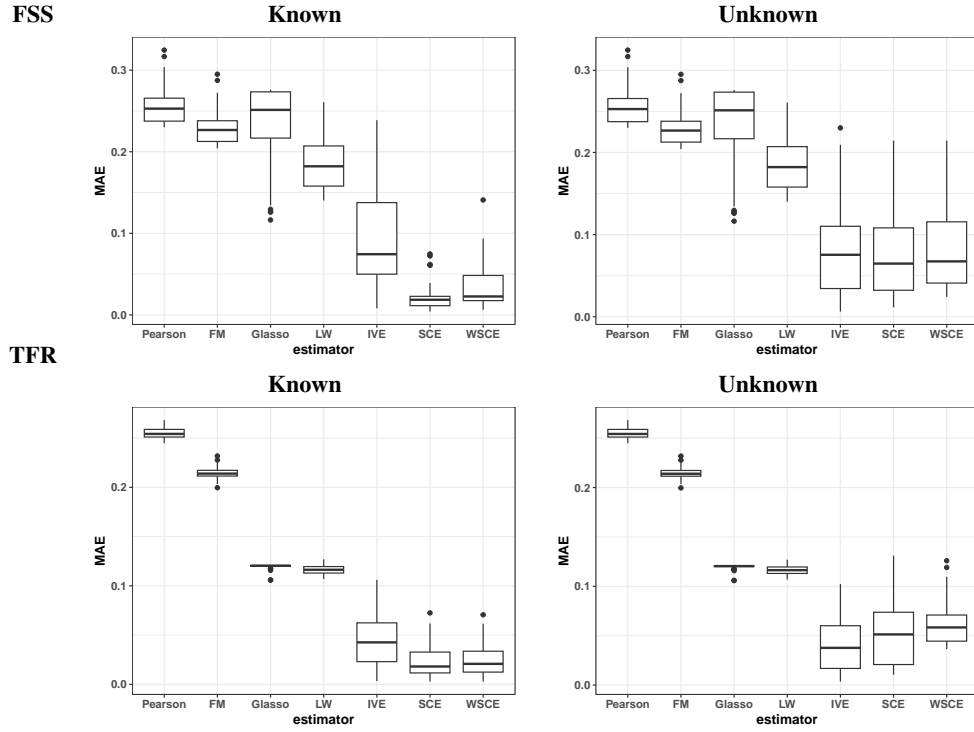 FSS
Known
Unknown
0.3
0.2
0.1
0.0
MAE
Pearson FM Glasso LW IVE SCE WSCE
estimator
0.3
0.2
0.1
0.0
MAE
Pearson FM Glasso LW IVE SCE WSCE
estimator
TFR
Known
Unknown
0.2
0.1
0.0
MAE
Pearson FM Glasso LW IVE SCE WSCE
estimator
0.2
0.1
0.0
MAE
Pearson FM Glasso LW IVE SCE WSCE
estimator